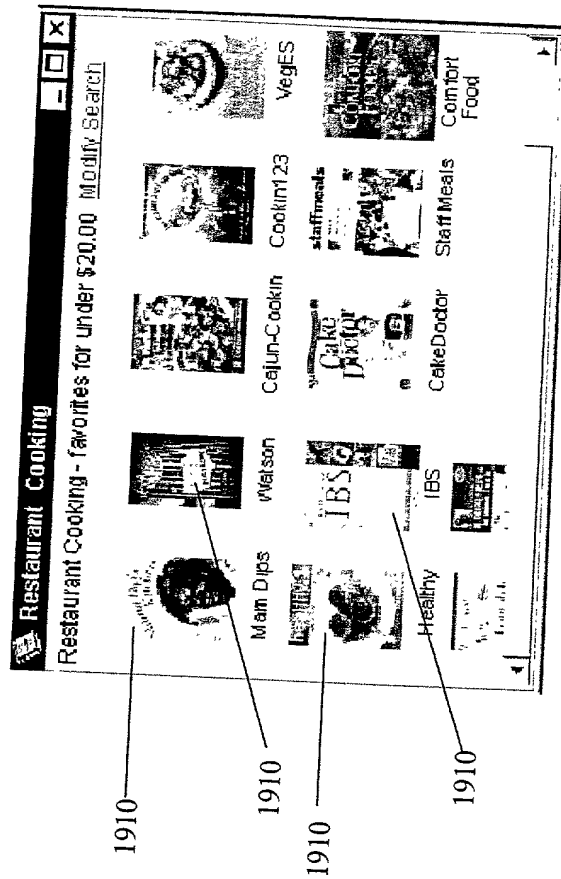 Restaurant Cooking
Restaurant Cooking - favorites for under $20.00 Modify Search
Mam Dips
Watson
Cajun-Cookin
Cookin123
VegES
IBS
Cake
Doctor
staffmeals
Healthy
IBS
CakeDoctor
Staff Meals
Comfort
Food
1910
1910
1910
1910